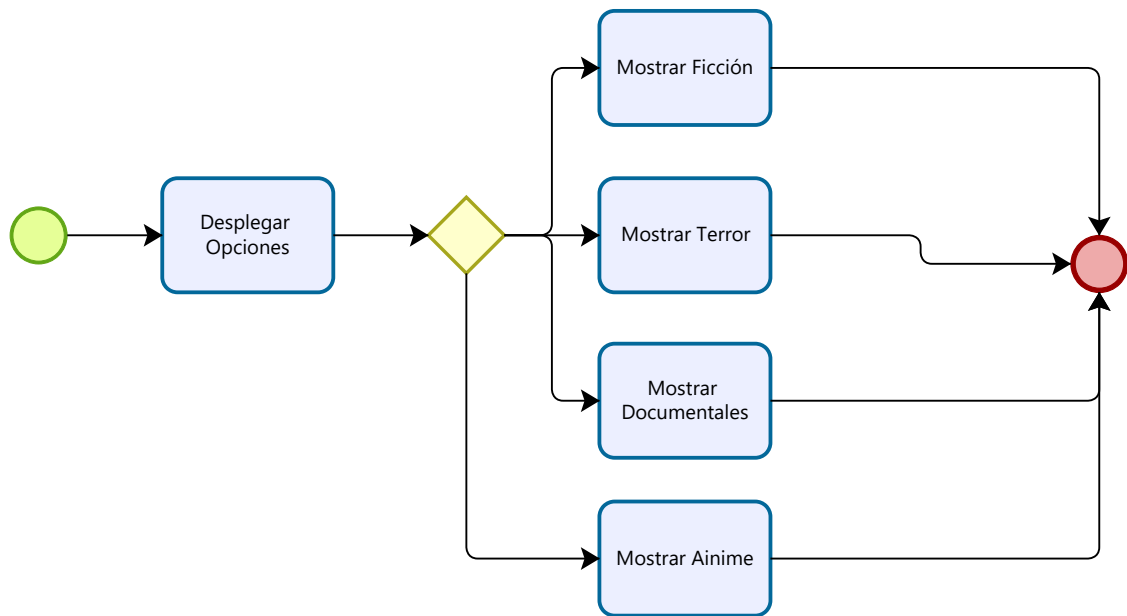 Mostrar Ficción
Desplegar
Opciones
Mostrar Terror
Mostrar
Documentales
Mostrar Ainime